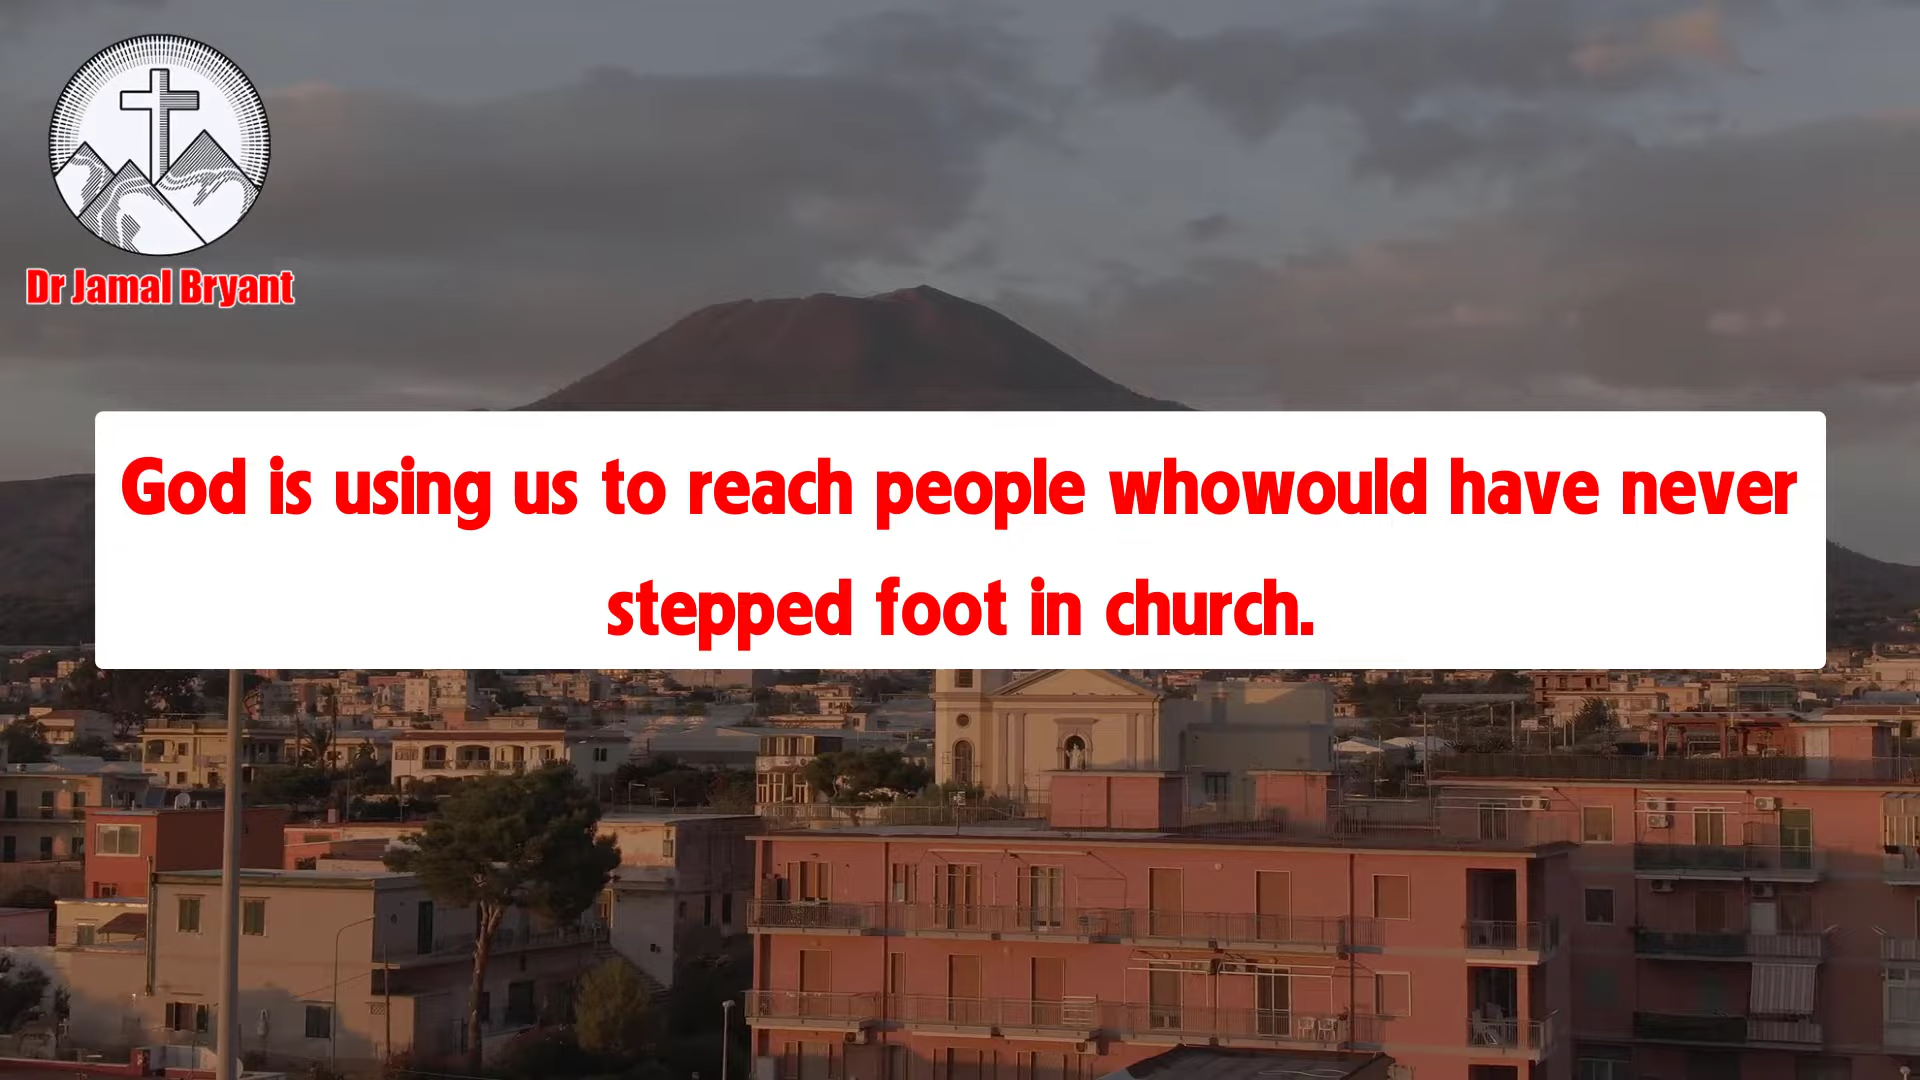 Dr Jamal Bryant
God is using us to reach people whowould have never
stepped foot in church.